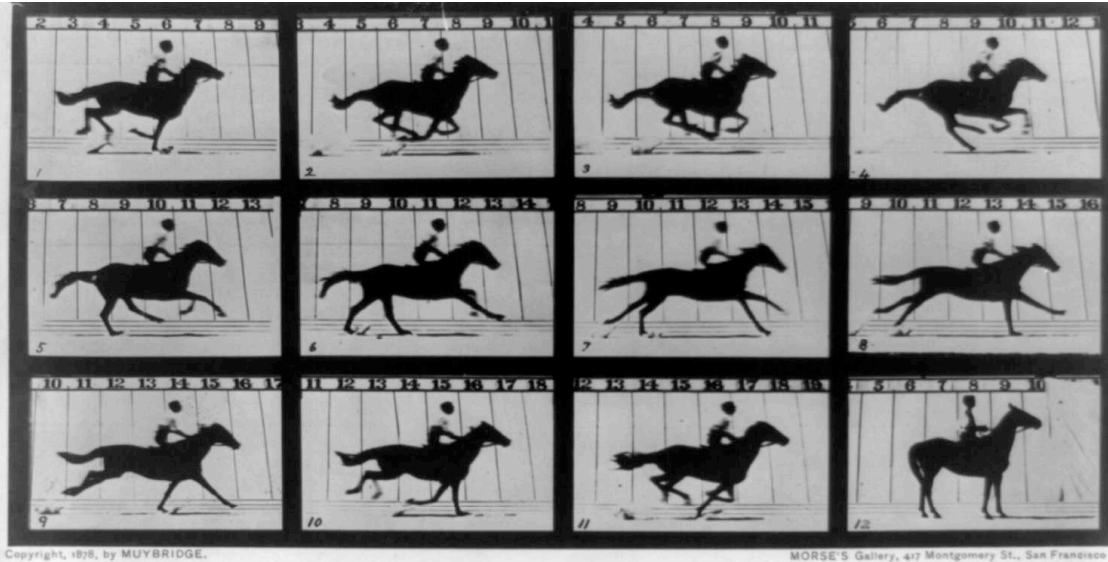 2 3 4 5 6 7 8 9
1
4 5 6 7 8 9 10
2
4 5 6 7 8 9 10 11
3
5 6 7 8 9 10 11 12
4
6 7 8 9 10 11 12 13
5
7 8 9 10 11 12 13 14
6
8 9 10 11 12 13 14 15
7
9 10 11 12 13 14 15 16
8
10 11 12 13 14 15 16 17
9
11 12 13 14 15 16 17 18
10
12 13 14 15 16 17 18 19
11
5 6 7 8 9 10
12
Copyright, 1878, by MUYBRIDGE.
MORSE'S Gallery, 417 Montgomery St., San Francisco